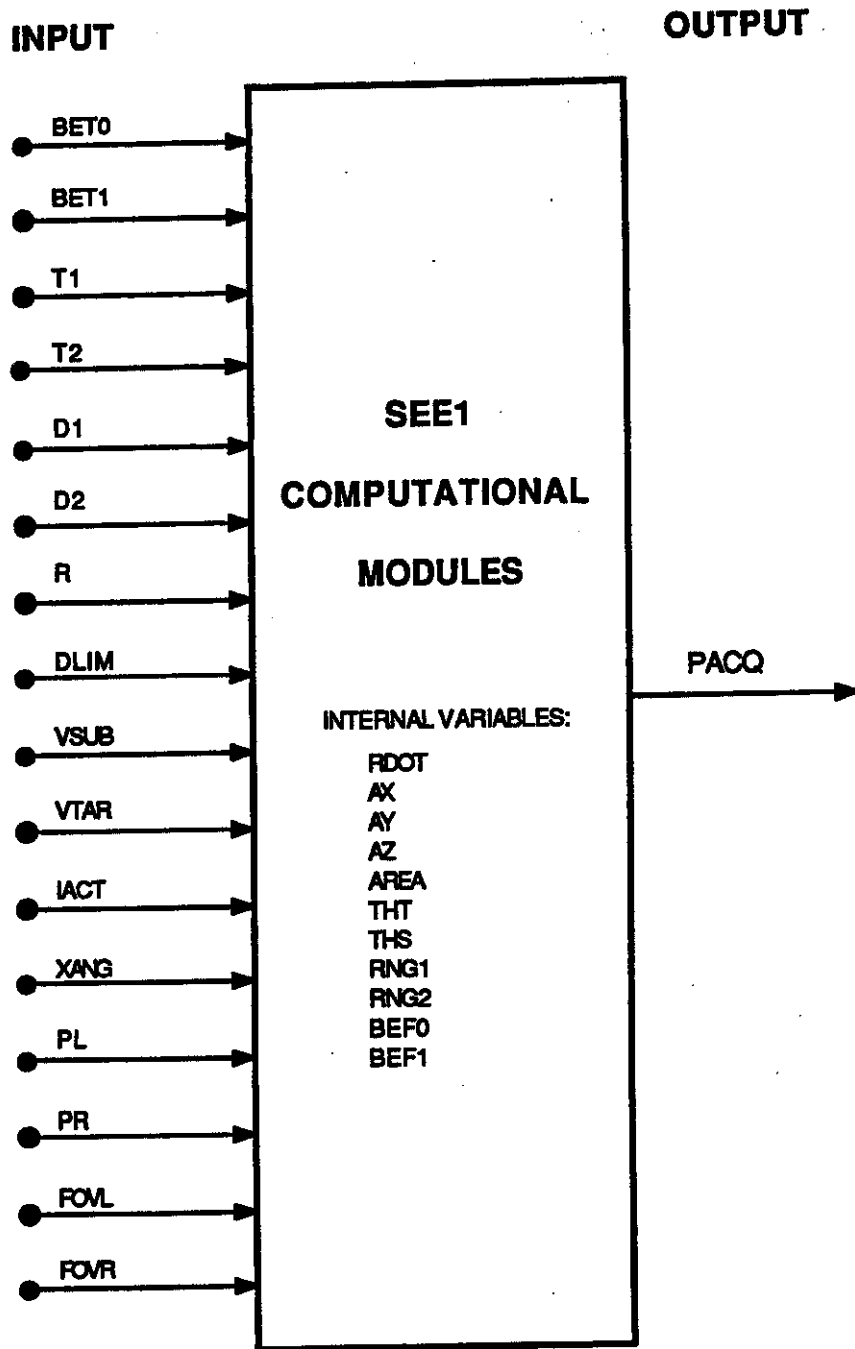 INPUT
OUTPUT
BET0
BET1
T1
T2
D1
D2
R
DLIM
VSUB
VTAR
IACT
XANG
PL
PR
FOVL
FOVR
SEE1
COMPUTATIONAL
MODULES
INTERNAL VARIABLES:
RDOT
AX
AY
AZ
AREA
THT
THS
RNG1
RNG2
BEF0
BEF1
PACQ